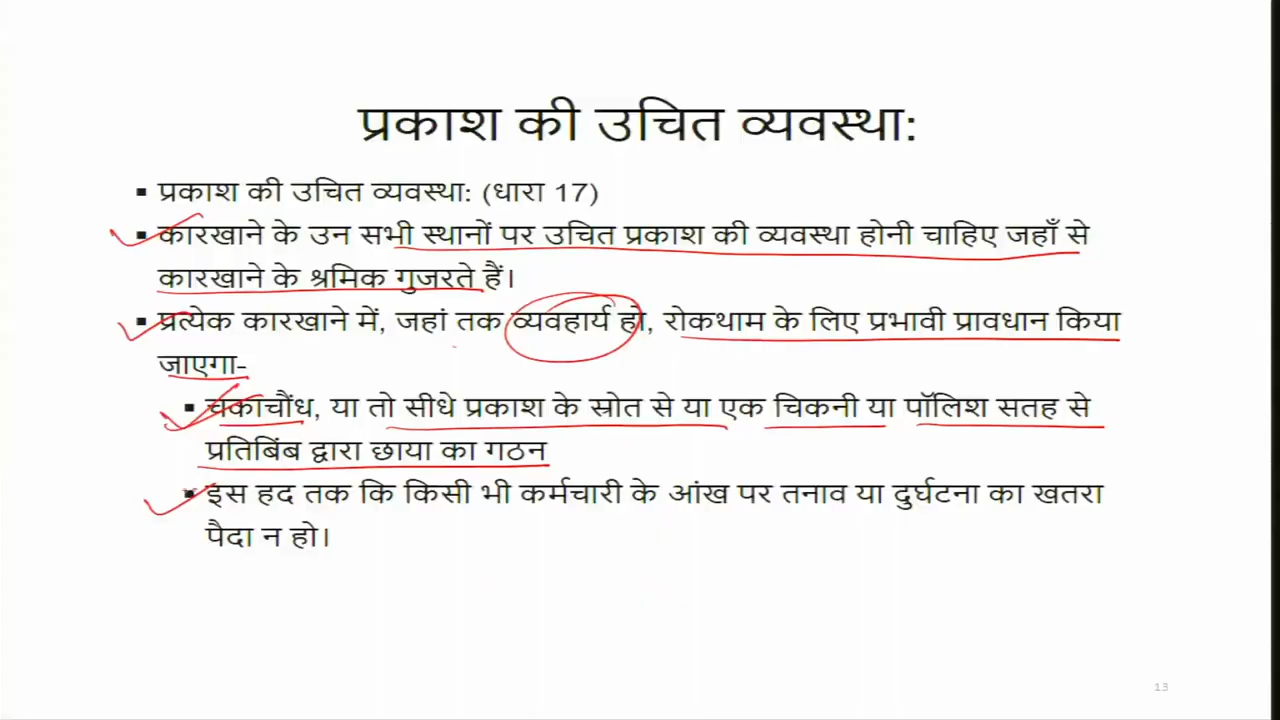 प्रकाश की उचित व्यवस्था:
▪ प्रकाश की उचित व्यवस्था: (धारा 17)
▪ कारखाने के उन सभी स्थानों पर उचित प्रकाश की व्यवस्था होनी चाहिए जहाँ से
कारखाने के श्रमिक गुजरते हैं।
▪ प्रत्येक कारखाने में, जहां तक व्यवहार्य हो, रोकथाम के लिए प्रभावी प्रावधान किया
जाएगा-
▪ चकाचौंध, या तो सीधे प्रकाश के स्रोत से या एक चिकनी या पॉलिश सतह से
प्रतिबिंब द्वारा छाया का गठन
▪ इस हद तक कि किसी भी कर्मचारी के आंख पर तनाव या दुर्घटना का खतरा
पैदा न हो।
13